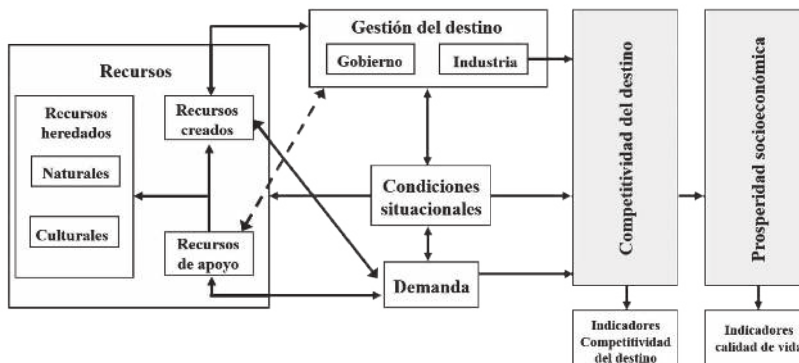 Gestión del destino
Gobierno
Industria
Recursos
Recursos
heredados
Naturales
Culturales
Recursos
creados
Recursos
de apoyo
Condiciones
situacionales
Demanda
Competitividad del destino
Prosperidad socioeconómica
Indicadores
Competitividad
del destino
Indicadores
calidad de vida